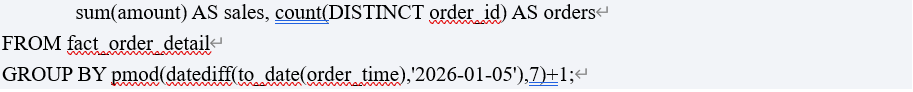 sum(amount) AS sales, count(DISTINCT order_id) AS orders
FROM fact_order_detail
GROUP BY pmod(datediff(to_date(order_time),'2026-01-05'),7)+1;